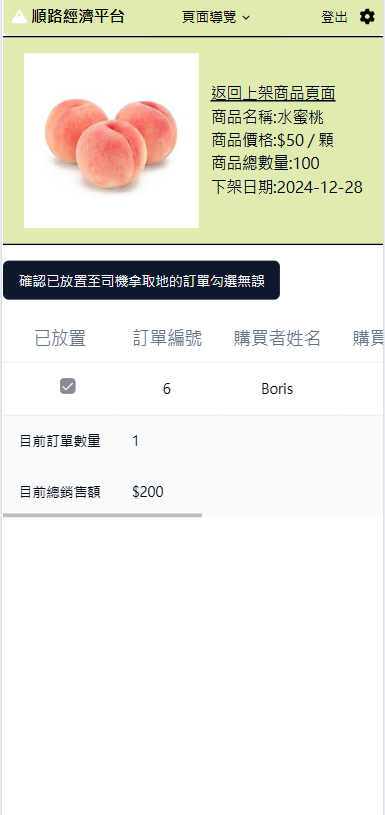 順路經濟平台 頁面導覽 登出
返回上架商品頁面
商品名稱:水蜜桃
商品價格:$50 / 顆
商品總數量:100
下架日期:2024-12-28
確認已放置至司機拿取地的訂單勾選無誤
已放置 訂單編號 購買者姓名 購買
6 Boris
目前訂單數量 1
目前總銷售額 $200